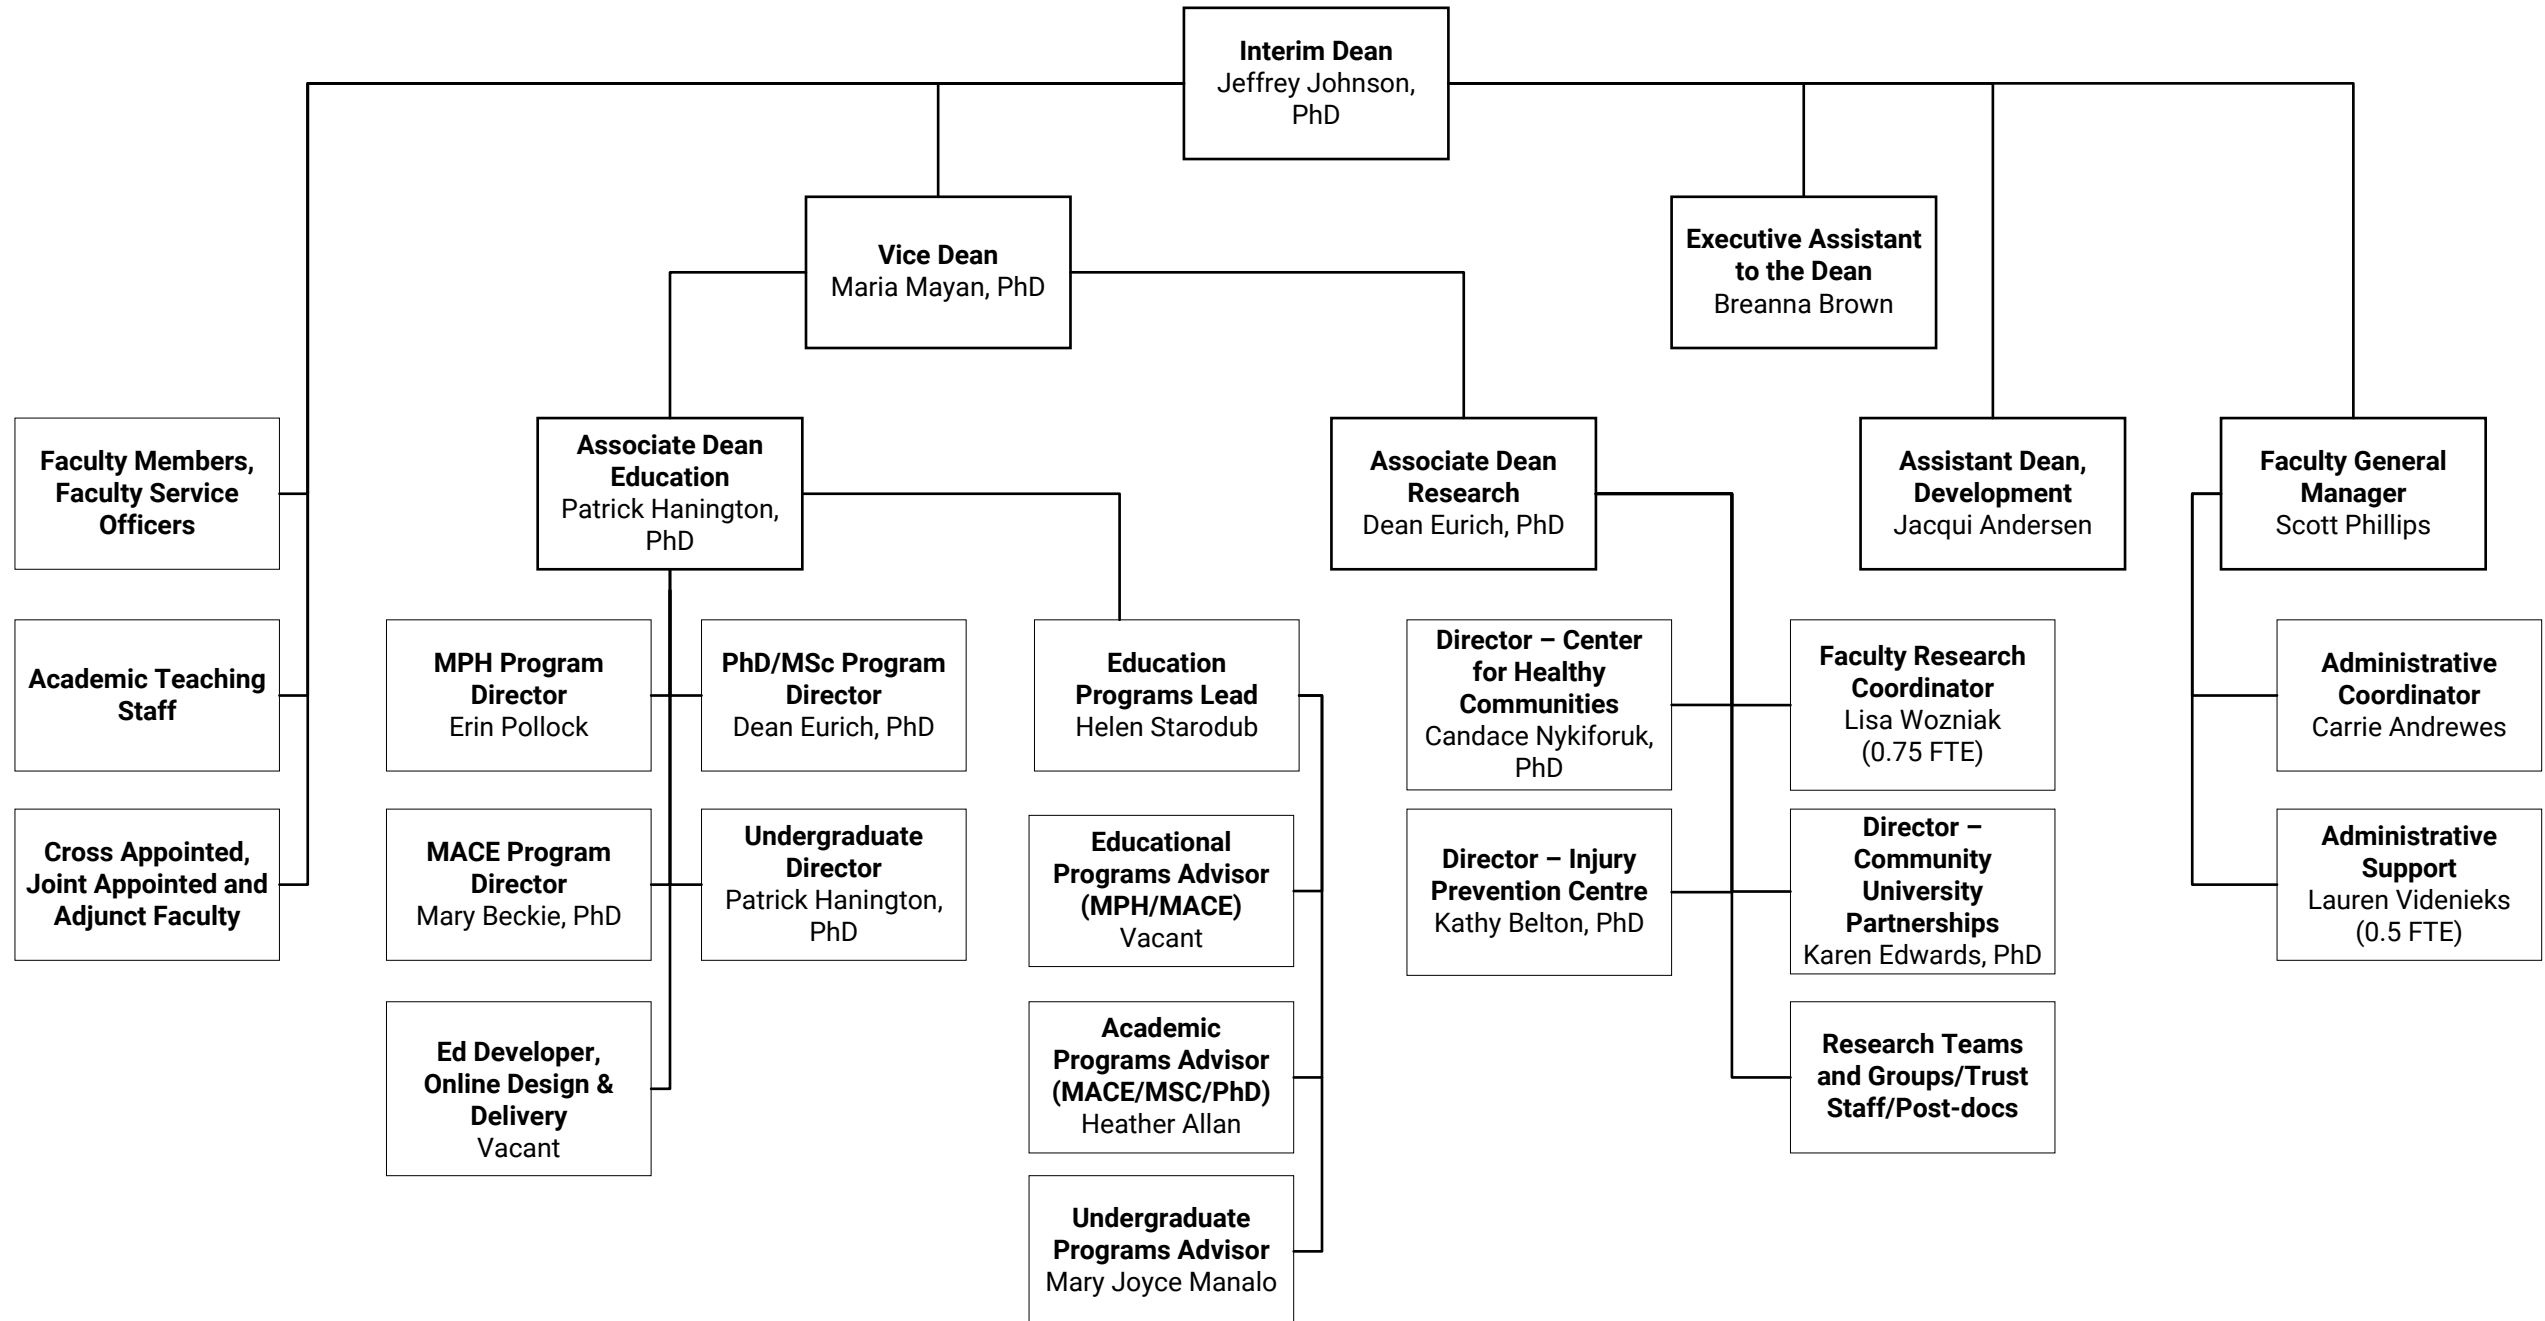 Interim Dean
Jeffrey Johnson,
PhD
Vice Dean
Maria Mayan, PhD
Executive Assistant
to the Dean
Breanna Brown
Faculty Members,
Faculty Service
Officers
Associate Dean
Education
Patrick Hanington,
PhD
Associate Dean
Research
Dean Eurich, PhD
Assistant Dean,
Development
Jacqui Andersen
Faculty General
Manager
Scott Phillips
Academic Teaching
Staff
MPH Program
Director
Erin Pollock
PhD/MSc Program
Director
Dean Eurich, PhD
Education
Programs Lead
Helen Starodub
Director – Center
for Healthy
Communities
Candace Nykiforuk,
PhD
Faculty Research
Coordinator
Lisa Wozniak
(0.75 FTE)
Administrative
Coordinator
Carrie Andrewes
Cross Appointed,
Joint Appointed and
Adjunct Faculty
MACE Program
Director
Mary Beckie, PhD
Undergraduate
Director
Patrick Hanington,
PhD
Educational
Programs Advisor
(MPH/MACE)
Vacant
Director – Injury
Prevention Centre
Kathy Belton, PhD
Director –
Community
University
Partnerships
Karen Edwards, PhD
Administrative
Support
Lauren Videnieks
(0.5 FTE)
Ed Developer,
Online Design &
Delivery
Vacant
Academic
Programs Advisor
(MACE/MSC/PhD)
Heather Allan
Research Teams
and Groups/Trust
Staff/Post-docs
Undergraduate
Programs Advisor
Mary Joyce Manalo